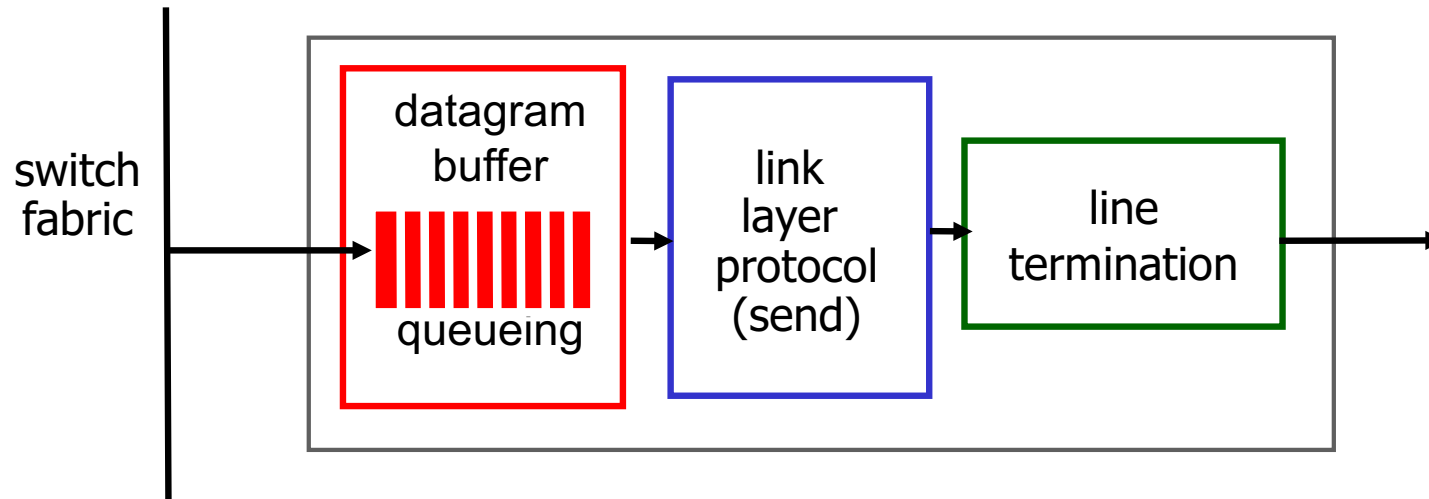 switch
fabric
datagram
buffer
queueing
link
layer
protocol
(send)
line
termination